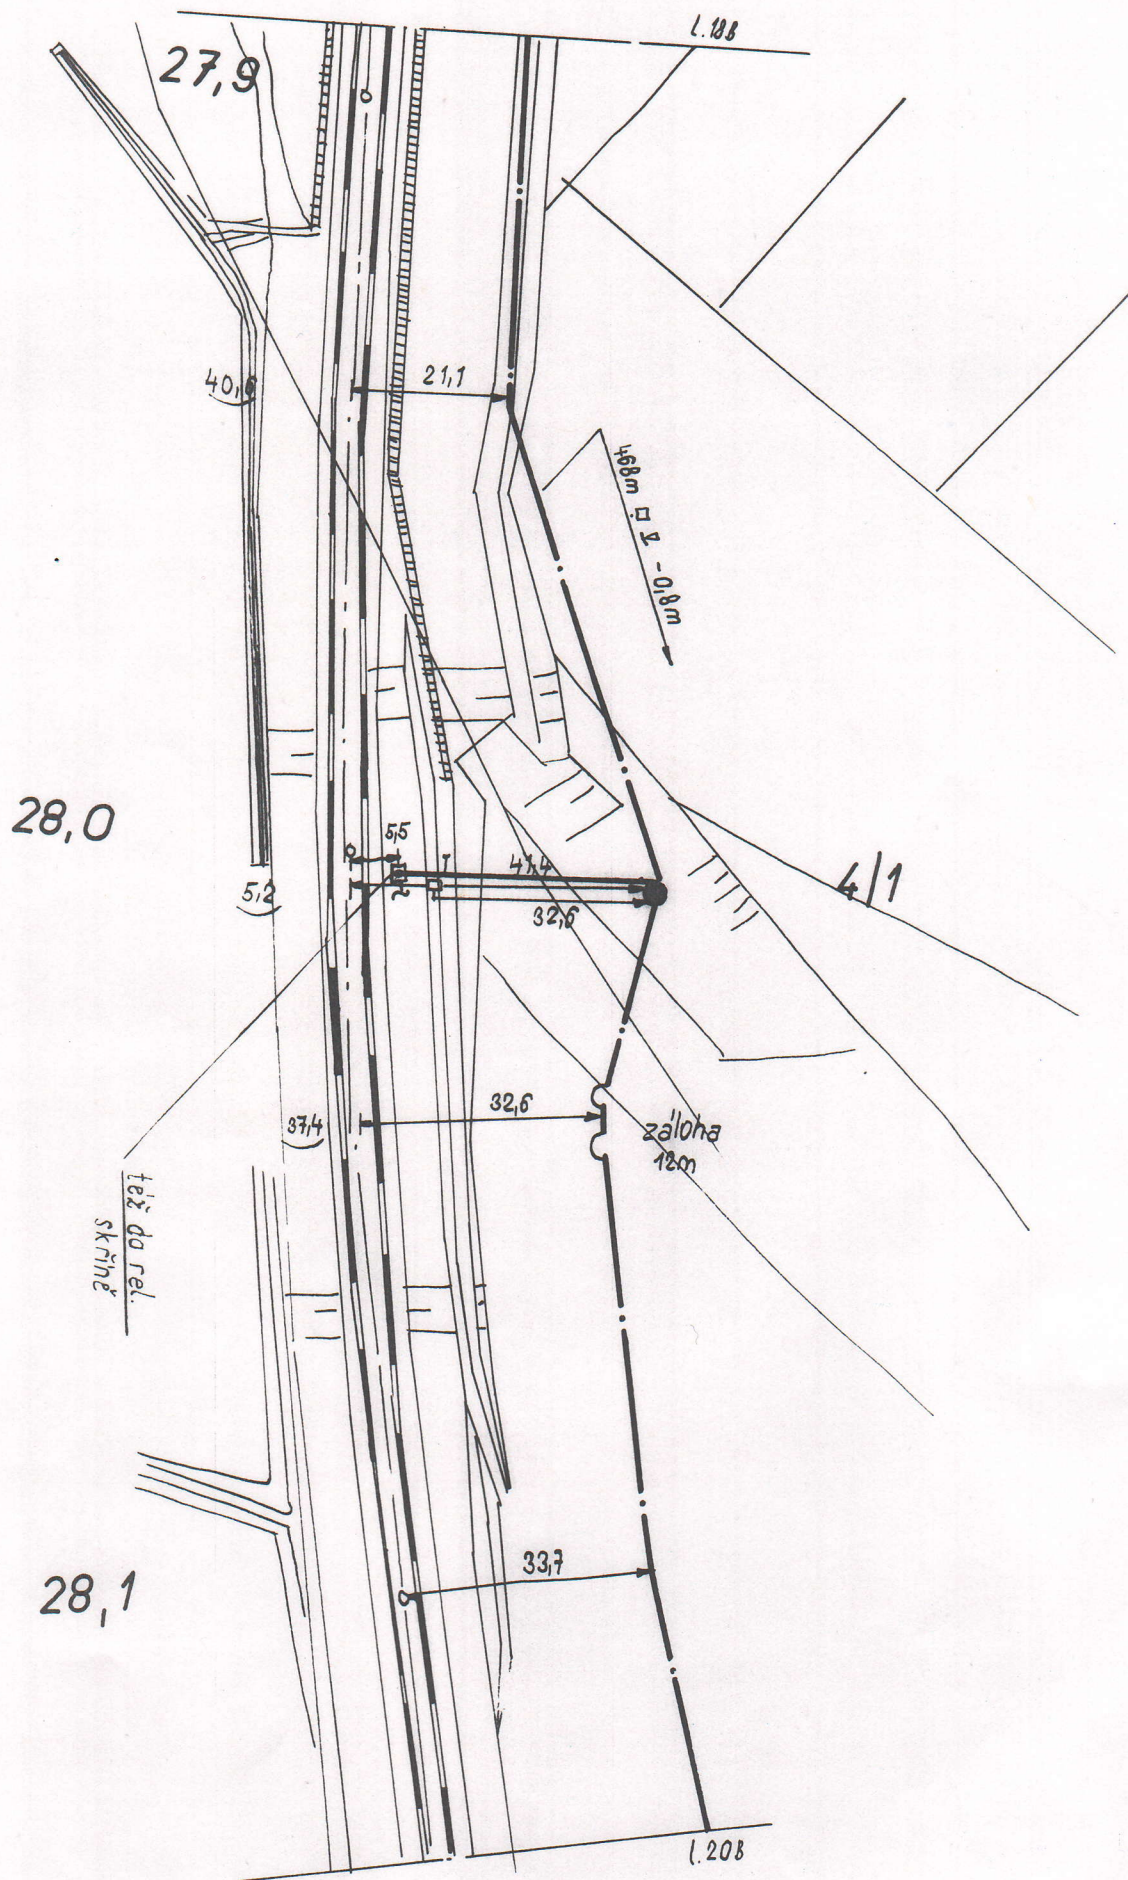 l.18B
27,9
40,6
21,1
468m -0,8m
28,0
5,5
41,4
4/1
5,2
32,6
32,6
37,4
záloha
12m
též do rel.
skříně
33,7
28,1
l.20B